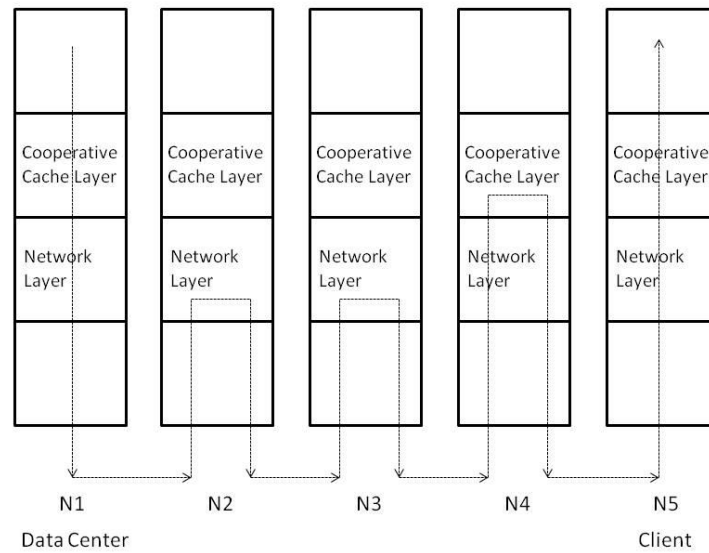 Cooperative Cooperative Cooperative Cooperative Cooperative
Cache Layer Cache Layer Cache Layer Cache Layer Cache Layer
Network Network Network Network Network
Layer Layer Layer Layer Layer
N1 N2 N3 N4 N5
Data Center Client